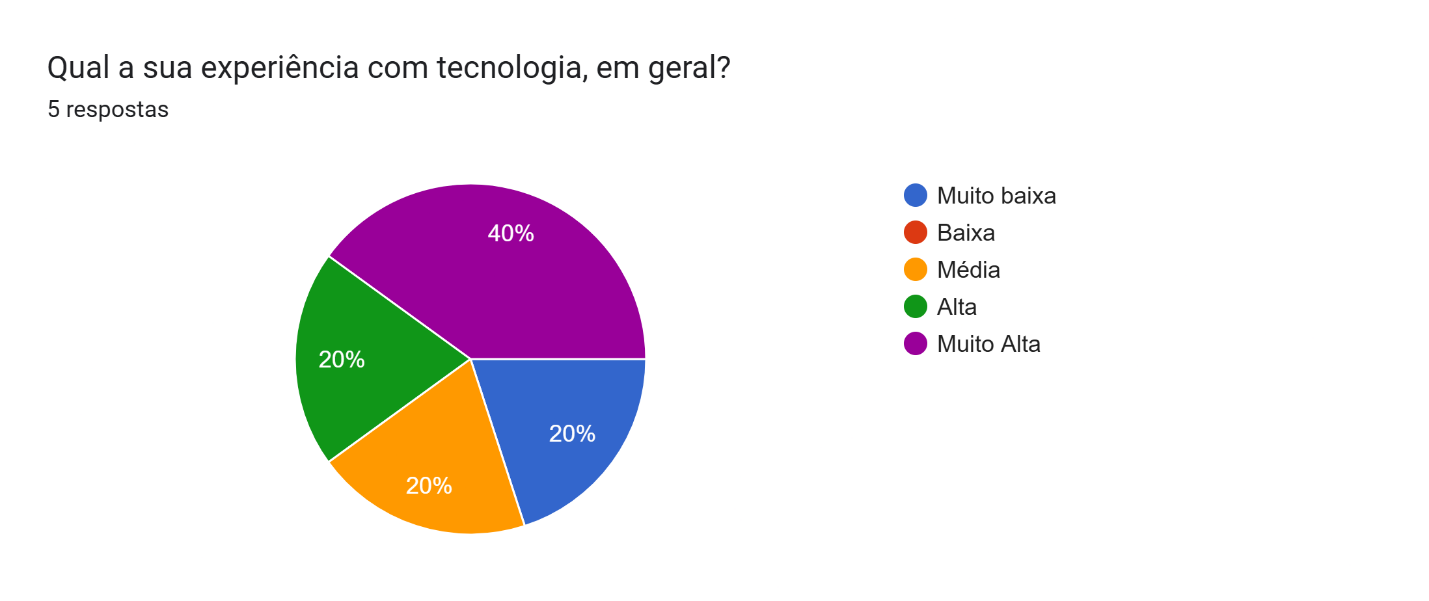 Qual a sua experiência com tecnologia, em geral?
5 respostas
40%
20%
20%
20%
Muito baixa
Baixa
Média
Alta
Muito Alta